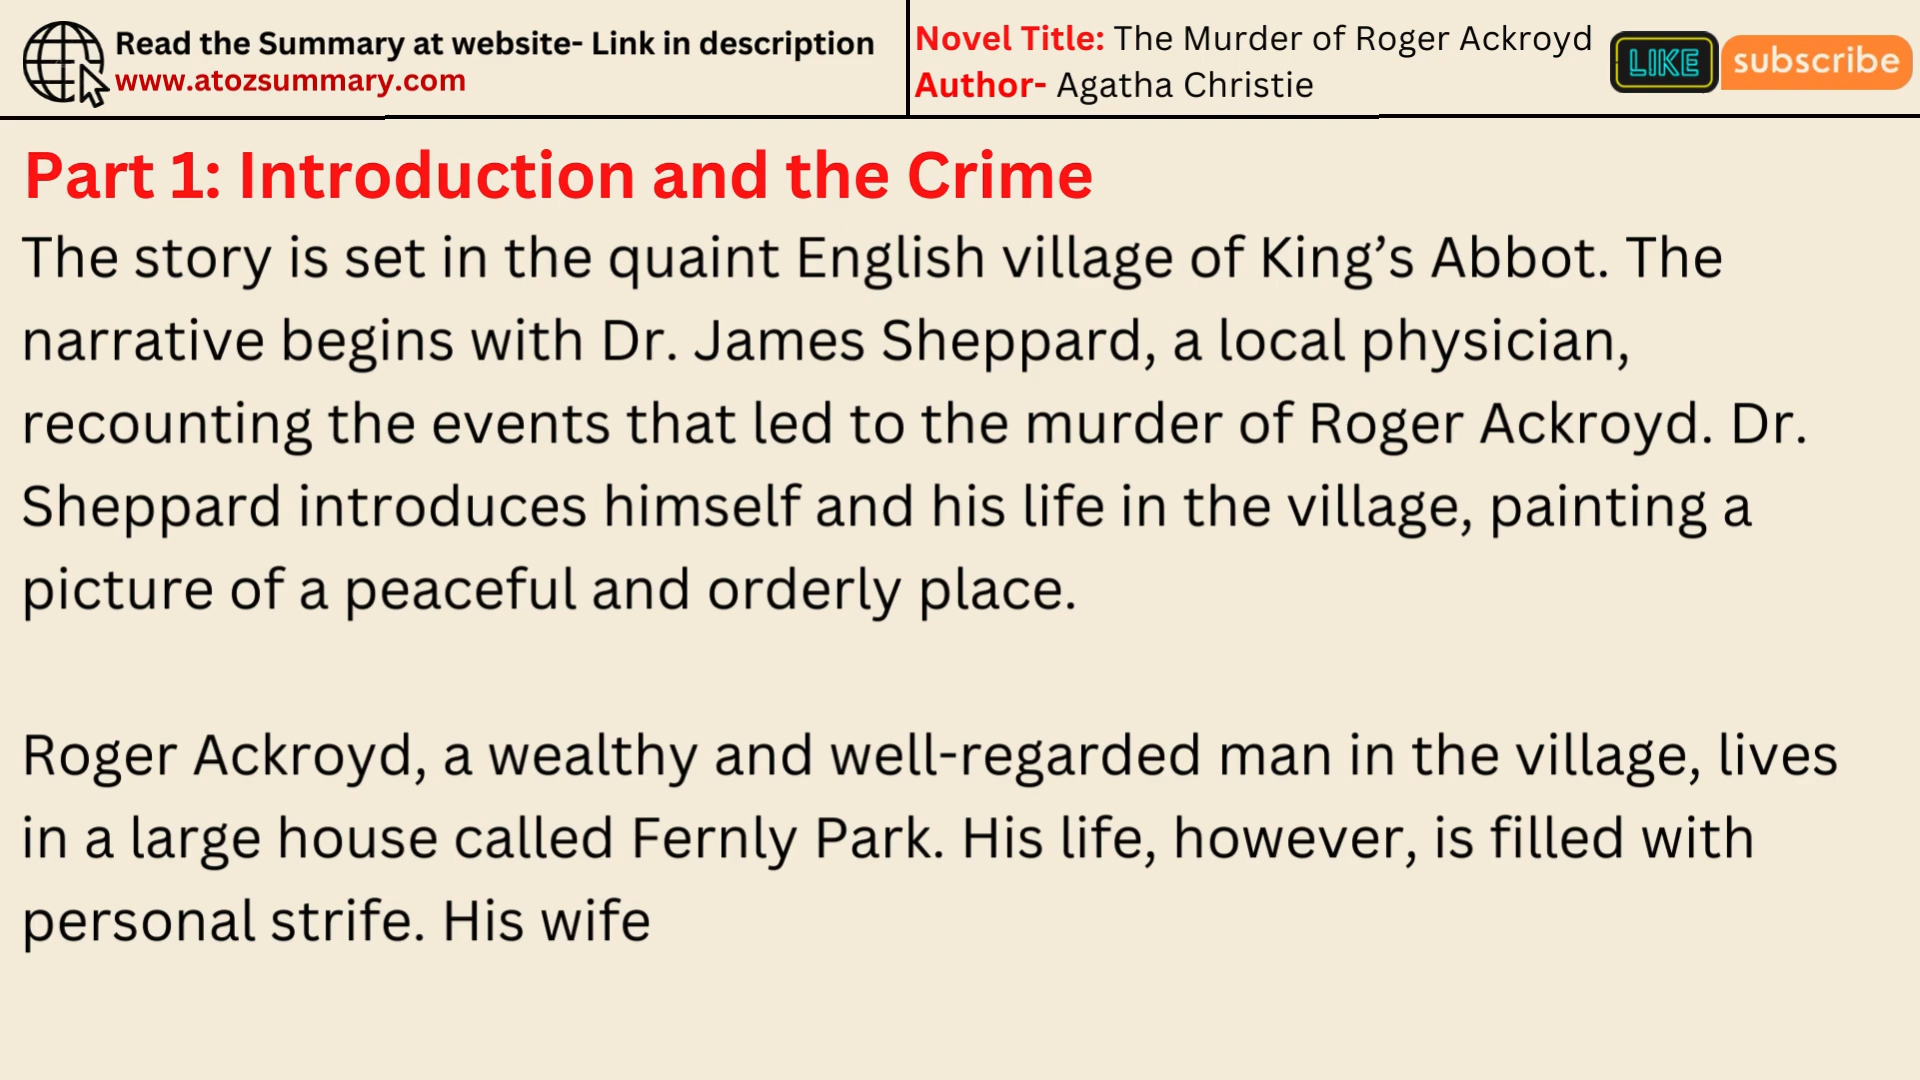 Read the Summary at website- Link in description
www.atozsummary.com
Novel Title: The Murder of Roger Ackroyd
Author- Agatha Christie
LIKE
subscribe
Part 1: Introduction and the Crime
The story is set in the quaint English village of King’s Abbot. The
narrative begins with Dr. James Sheppard, a local physician,
recounting the events that led to the murder of Roger Ackroyd. Dr.
Sheppard introduces himself and his life in the village, painting a
picture of a peaceful and orderly place.
Roger Ackroyd, a wealthy and well-regarded man in the village, lives
in a large house called Fernly Park. His life, however, is filled with
personal strife. His wife